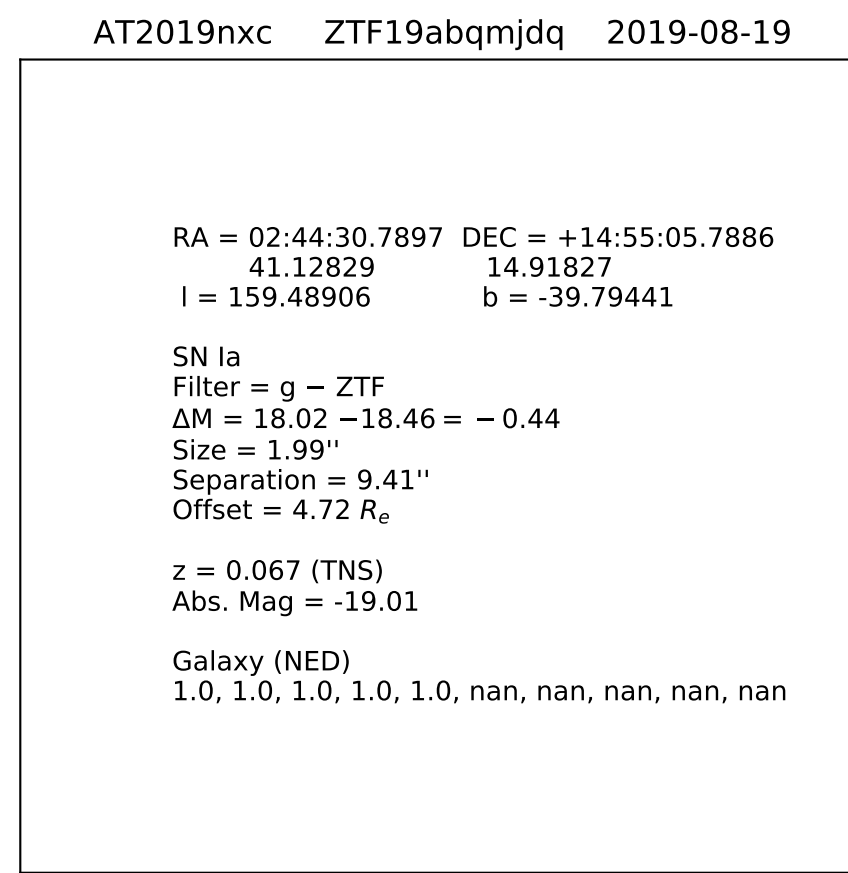 AT2019nxc ZTF19abqmjdq 2019-08-19
RA = 02:44:30.7897 DEC = +14:55:05.7886
41.12829 14.91827
l = 159.48906 b = -39.79441
SN Ia
Filter = g − ZTF
ΔM = 18.02 −18.46 = − 0.44
Size = 1.99''
Separation = 9.41''
Offset = 4.72 Rₑ
z = 0.067 (TNS)
Abs. Mag = -19.01
Galaxy (NED)
1.0, 1.0, 1.0, 1.0, 1.0, nan, nan, nan, nan, nan